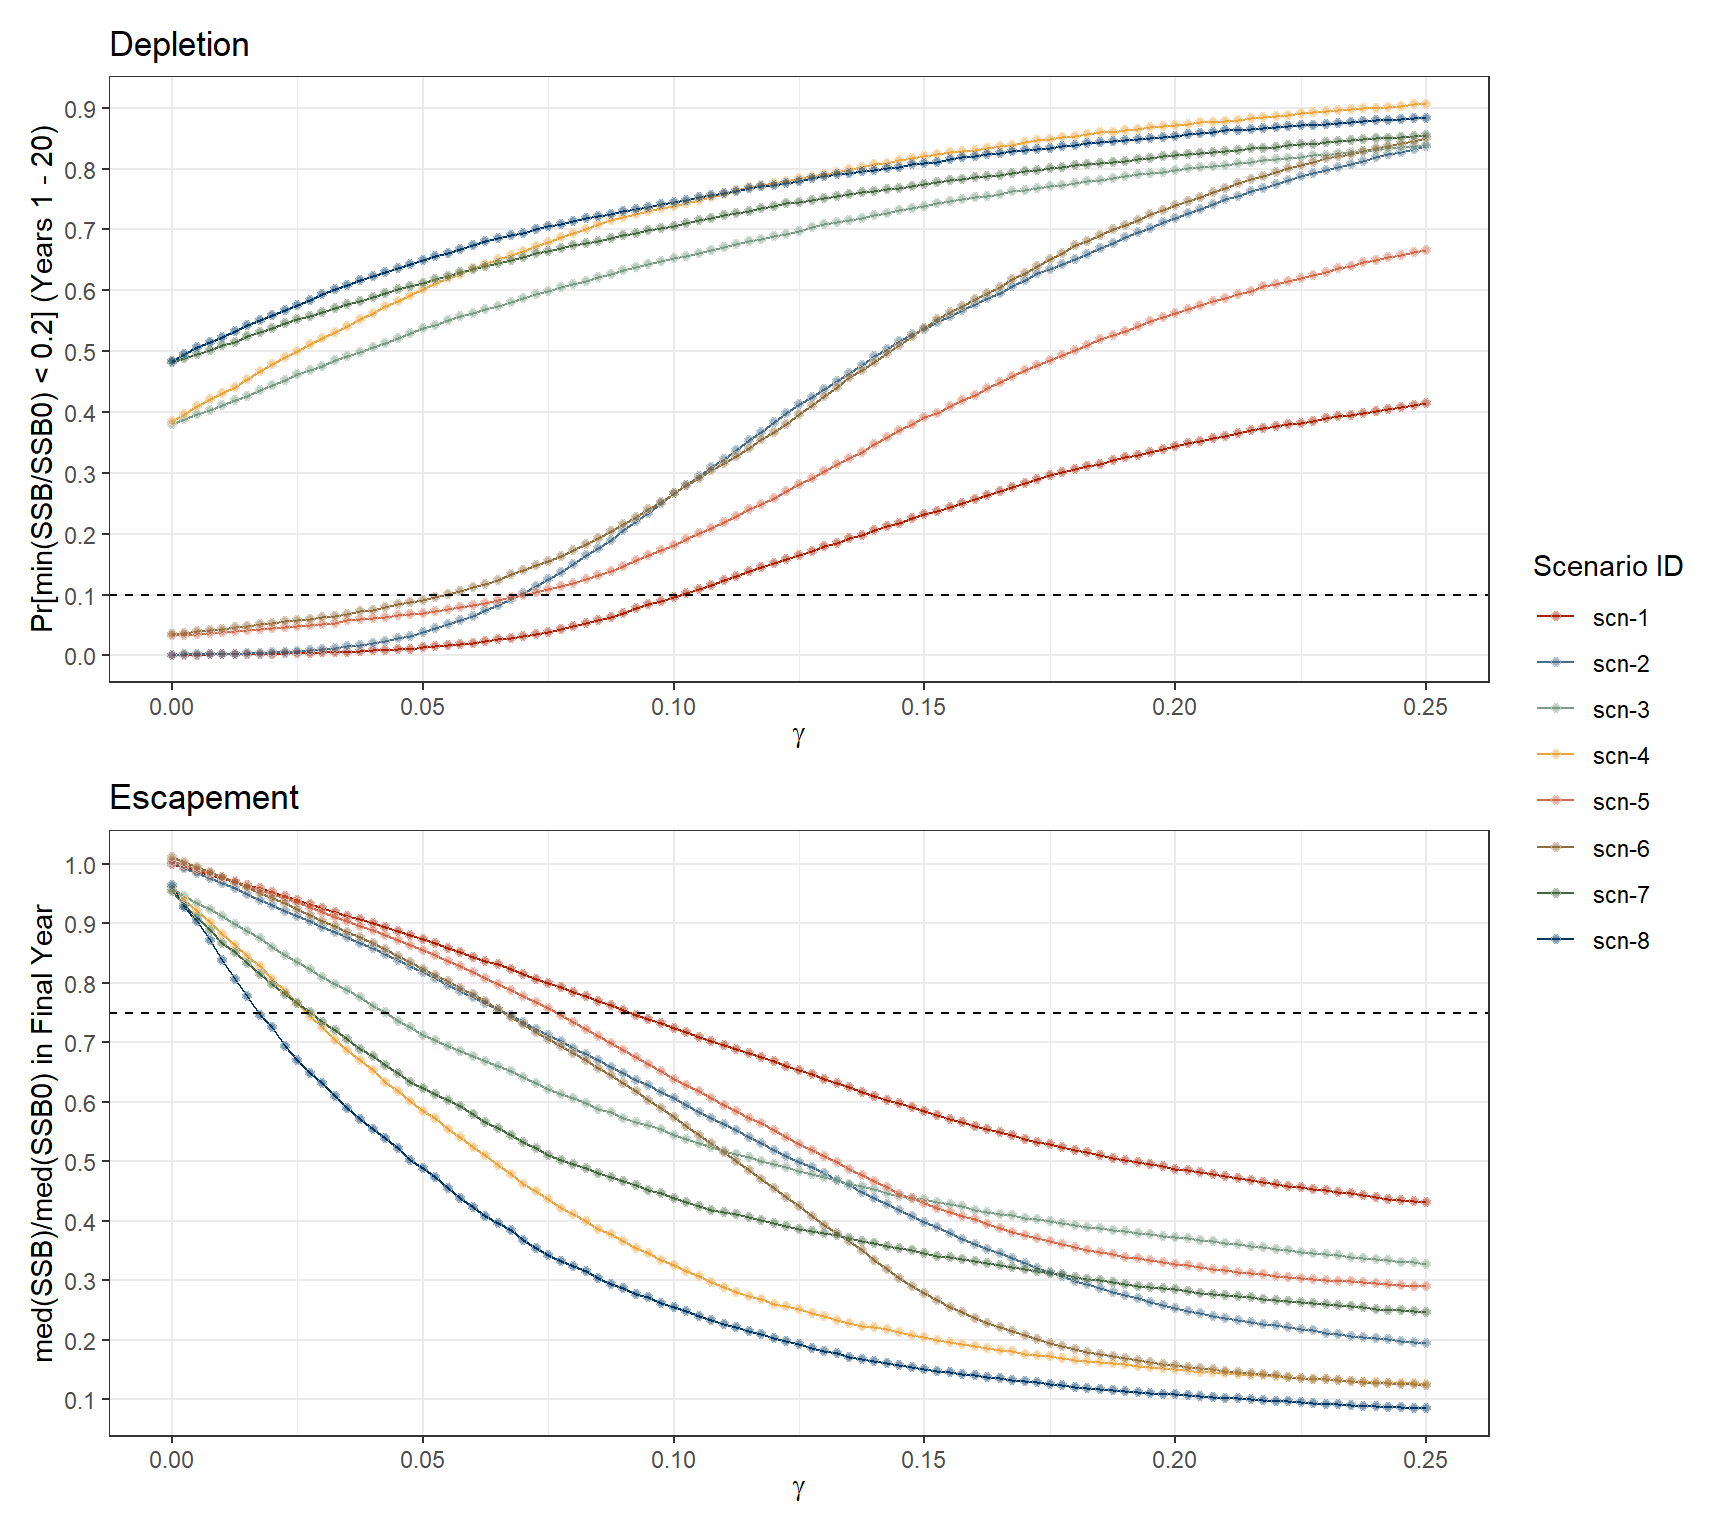 Depletion
Pr[min(SSB/SSB0) < 0.2] (Years 1 - 20)
0.9
0.8
0.7
0.6
0.5
0.4
0.3
0.2
0.1
0.0
0.00 0.05 0.10 0.15 0.20 0.25
γ
Escapement
med(SSB)/med(SSB0) in Final Year
1.0
0.9
0.8
0.7
0.6
0.5
0.4
0.3
0.2
0.1
0.00 0.05 0.10 0.15 0.20 0.25
γ
Scenario ID
scn-1
scn-2
scn-3
scn-4
scn-5
scn-6
scn-7
scn-8